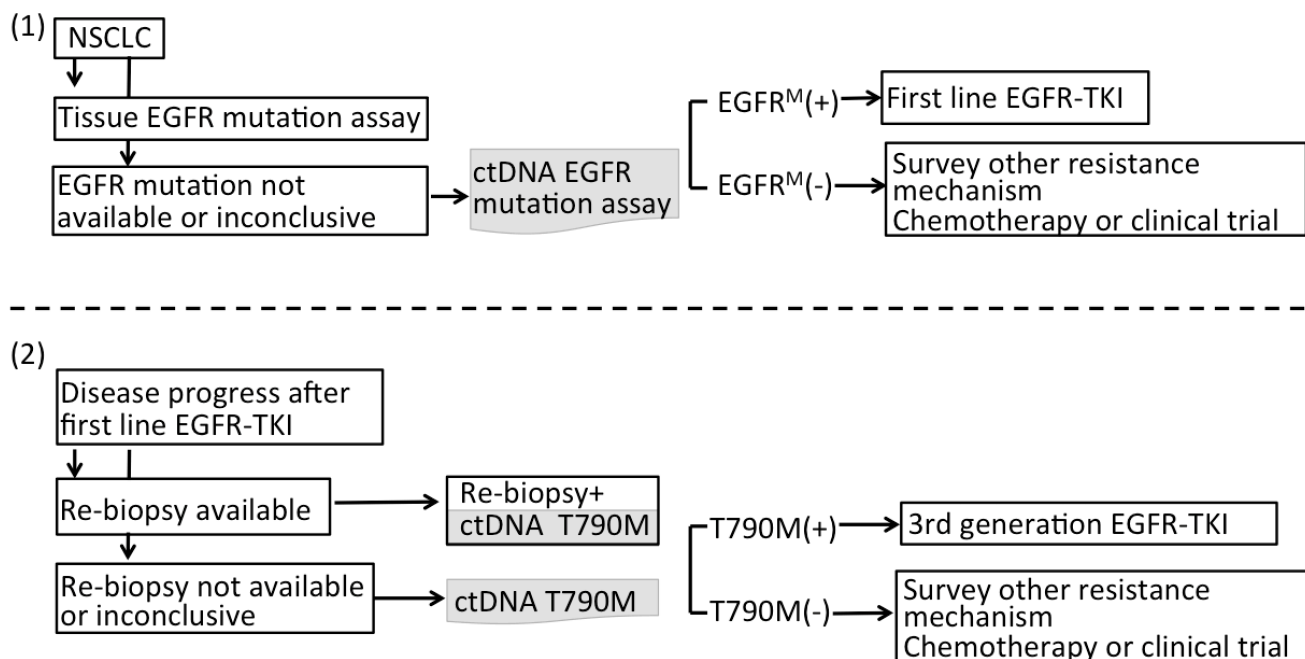 (1)
NSCLC
Tissue EGFR mutation assay
EGFR mutation not
available or inconclusive
ctDNA EGFR
mutation assay
EGFRᴹ(+)
First line EGFR-TKI
EGFRᴹ(-)
Survey other resistance
mechanism
Chemotherapy or clinical trial
(2)
Disease progress after
first line EGFR-TKI
Re-biopsy available
Re-biopsy+
ctDNA T790M
Re-biopsy not available
or inconclusive
ctDNA T790M
T790M(+)
3rd generation EGFR-TKI
T790M(-)
Survey other resistance
mechanism
Chemotherapy or clinical trial